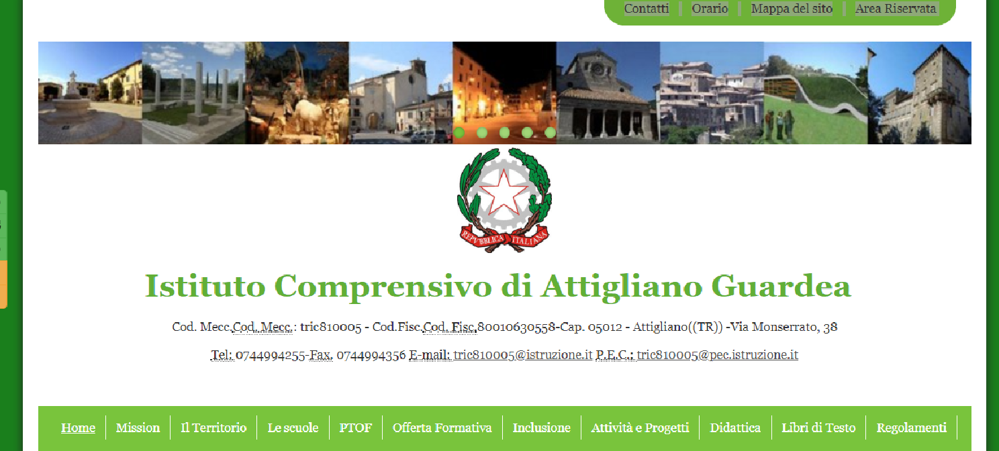 Contatti | Orario | Mappa del sito | Area Riservata
REPVBBLICA ITALIANA
Istituto Comprensivo di Attigliano Guardea
Cod. Mecc.Cod. Mecc.: tric810005 - Cod.Fisc.Cod. Fisc.80010630558-Cap. 05012 - Attigliano((TR)) -Via Monserrato, 38
Tel: 0744994255-Fax. 0744994356 E-mail: tric810005@istruzione.it P.E.C.: tric810005@pec.istruzione.it
Home | Mission | Il Territorio | Le scuole | PTOF | Offerta Formativa | Inclusione | Attività e Progetti | Didattica | Libri di Testo | Regolamenti